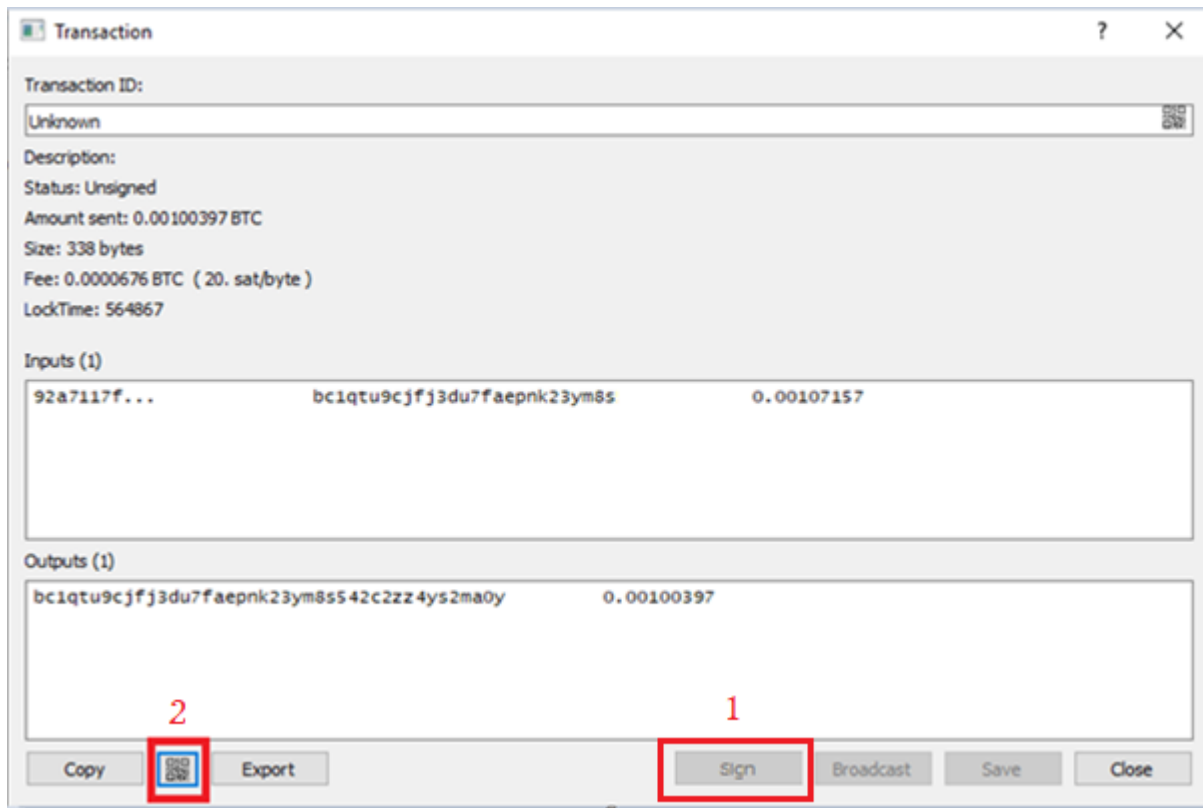 Transaction
?
Transaction ID:
Unknown
Description:
Status: Unsigned
Amount sent: 0.00100397 BTC
Size: 338 bytes
Fee: 0.0000676 BTC ( 20. sat/byte )
LockTime: 564867
Inputs (1)
92a7117f... bc1qtu9cjfj3du7faepnk23ym8s 0.00107157
Outputs (1)
bc1qtu9cjfj3du7faepnk23ym8s542c2zz4ys2ma0y 0.00100397
2 1
Copy Export Sign Broadcast Save Close